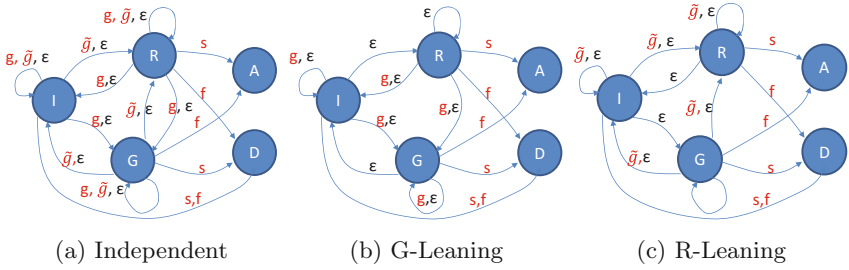 g, g̃, ε
g̃, ε
R
s
g, g̃, ε
A
g,ε
f
I
g̃, ε
g, ε
g,ε
f
G
D
g̃,ε
s
g, g̃, ε
s,f
(a) Independent
ε
ε
R
s
ε
A
g,ε
f
I
g,ε
g,ε
f
G
D
ε
s
g,ε
s,f
(b) G-Leaning
g̃, ε
g̃, ε
R
s
g̃, ε
A
ε
f
I
g̃, ε
ε
f
G
D
g̃,ε
s
s,f
(c) R-Leaning